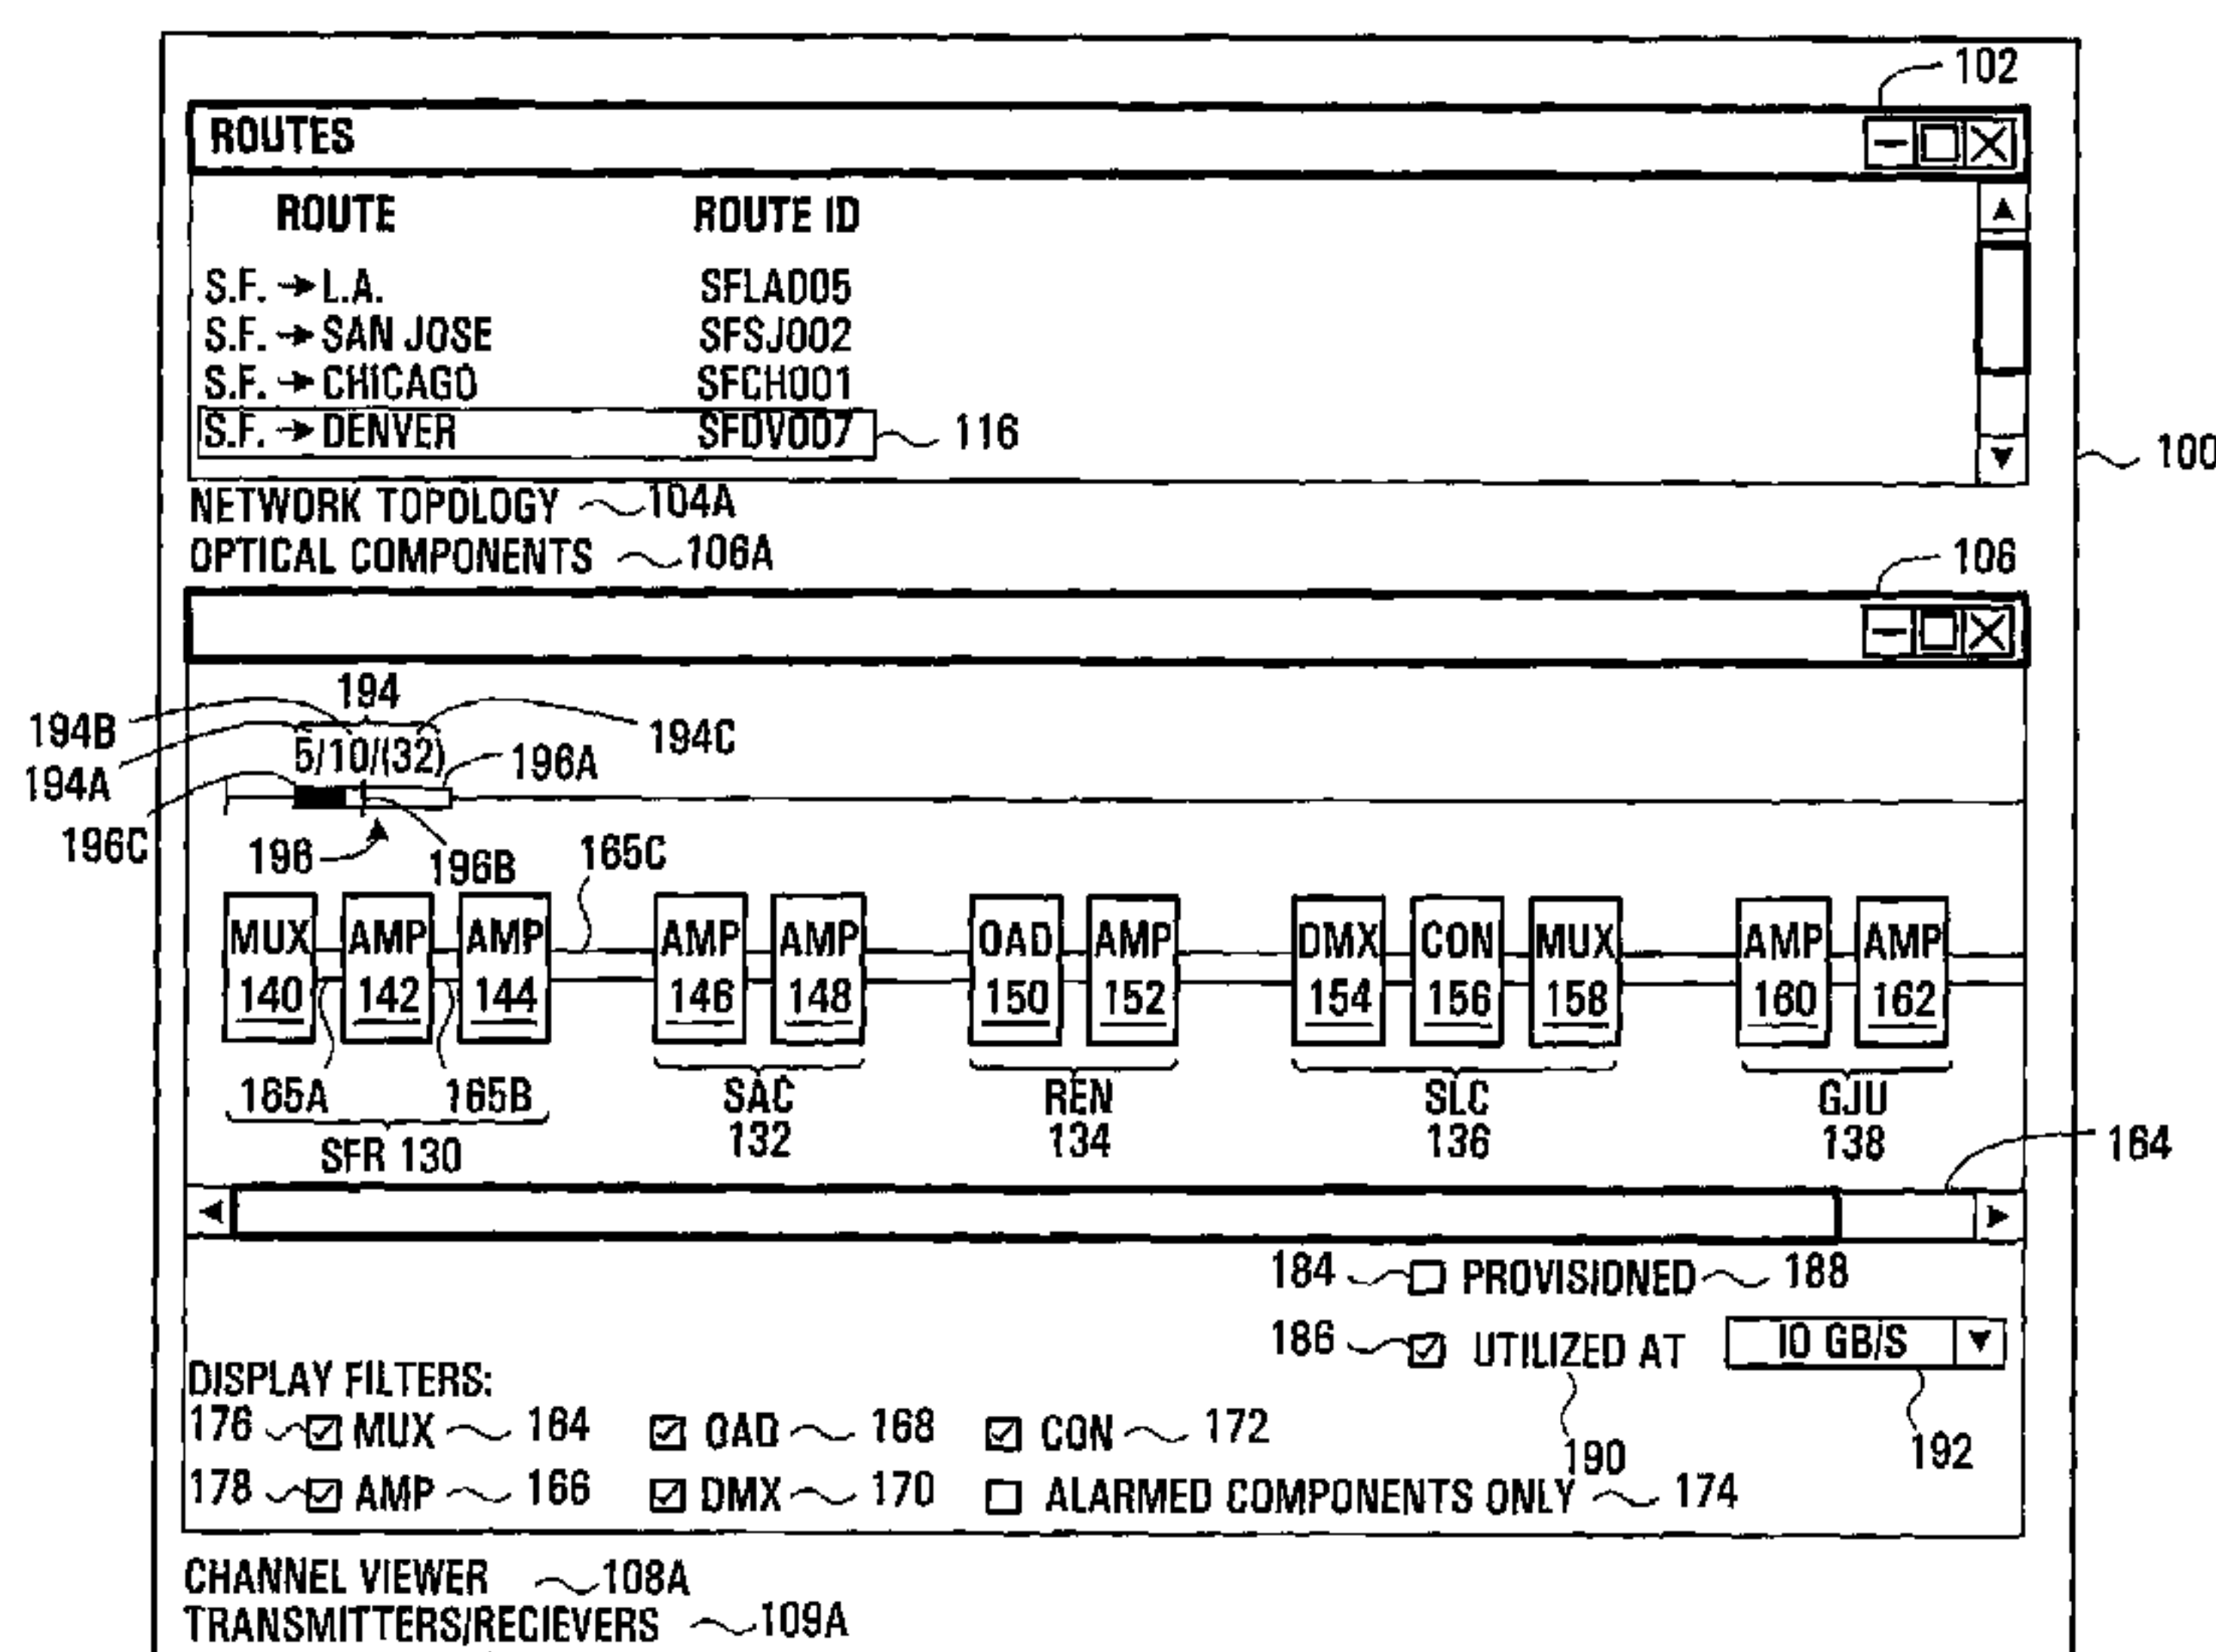 102
ROUTES
ROUTE ROUTE ID
S.F. → L.A. SFLA005
S.F. → SAN JOSE SFSJ002
S.F. → CHICAGO SFCH001
S.F. → DENVER SFDV007 116
100
NETWORK TOPOLOGY 104A
OPTICAL COMPONENTS 106A
106
194
194B 194C
5/10/(32)
194A 196A
196C 196 196B 165C
MUX AMP AMP AMP AMP OAD AMP DMX CON MUX AMP AMP
140 142 144 146 148 150 152 154 156 158 160 162
165A 165B SAC REN SLC GJU
132 134 136 138
SFR 130
164
184 PROVISIONED 188
186 UTILIZED AT 10 GB/S
DISPLAY FILTERS:
176 MUX 164 OAD 168 CON 172
190 192
178 AMP 166 DMX 170 ALARMED COMPONENTS ONLY 174
CHANNEL VIEWER 108A
TRANSMITTERS/RECIEVERS 109A